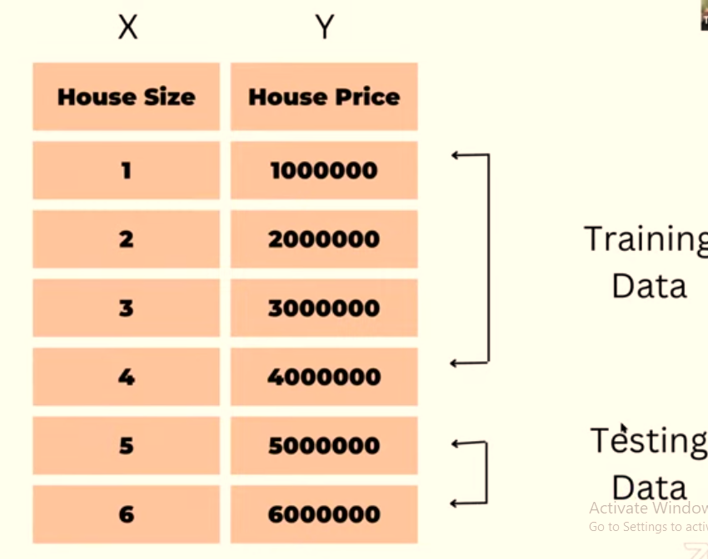 X Y
House Size House Price
1 1000000
2 2000000
3 3000000
4 4000000
5 5000000
6 6000000
Training
Data
Testing
Data
Activate Window
Go to Settings to activ